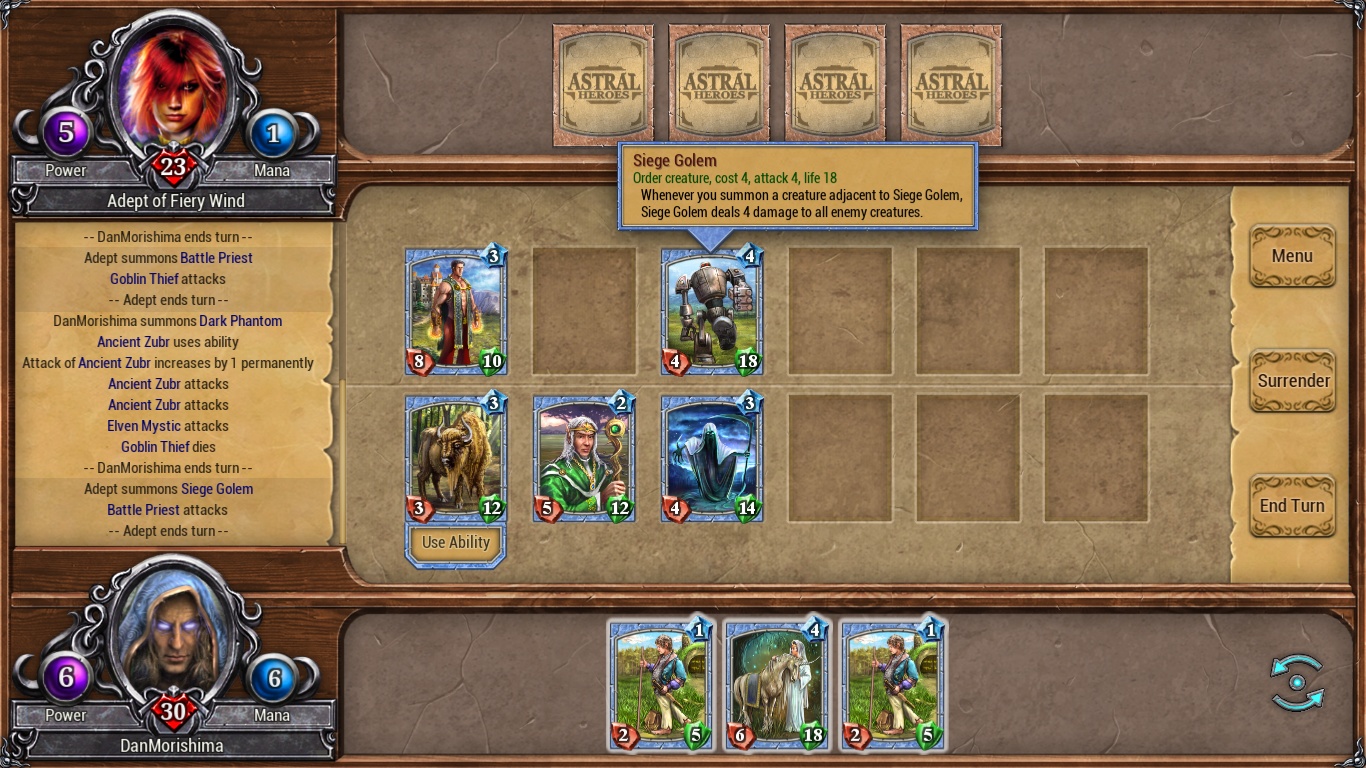 5
1
Power
23
Mana
Adept of Fiery Wind
ASTRAL
HEROES
ASTRAL
HEROES
ASTRAL
HEROES
ASTRAL
HEROES
Siege Golem
Order creature, cost 4, attack 4, life 18
Whenever you summon a creature adjacent to Siege Golem,
Siege Golem deals 4 damage to all enemy creatures.
-- DanMorishima ends turn --
Adept summons Battle Priest
Goblin Thief attacks
-- Adept ends turn --
DanMorishima summons Dark Phantom
Ancient Zubr uses ability
Attack of Ancient Zubr increases by 1 permanently
Ancient Zubr attacks
Ancient Zubr attacks
Elven Mystic attacks
Goblin Thief dies
-- DanMorishima ends turn --
Adept summons Siege Golem
Battle Priest attacks
-- Adept ends turn --
3
8
10
4
4
18
3
3
12
2
5
12
3
4
14
Use Ability
Menu
Surrender
End Turn
6
6
Power
30
Mana
DanMorishima
1
2
5
4
6
18
1
2
5